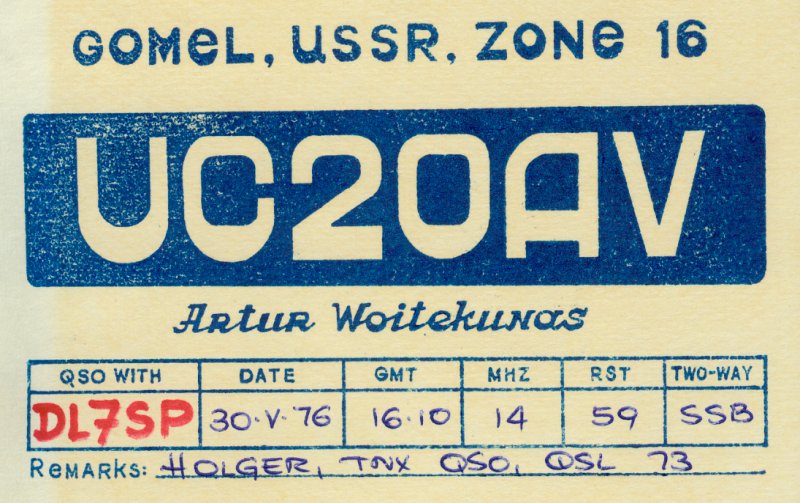 GOMEL, USSR, ZONE 16
UC2OAV
Artur Woitekunas
QSO WITH DATE GMT MHZ RST TWO-WAY
DL7SP 30·V·76 16·10 14 59 SSB
REMARKS: HOLGER, TNX QSO, QSL 73